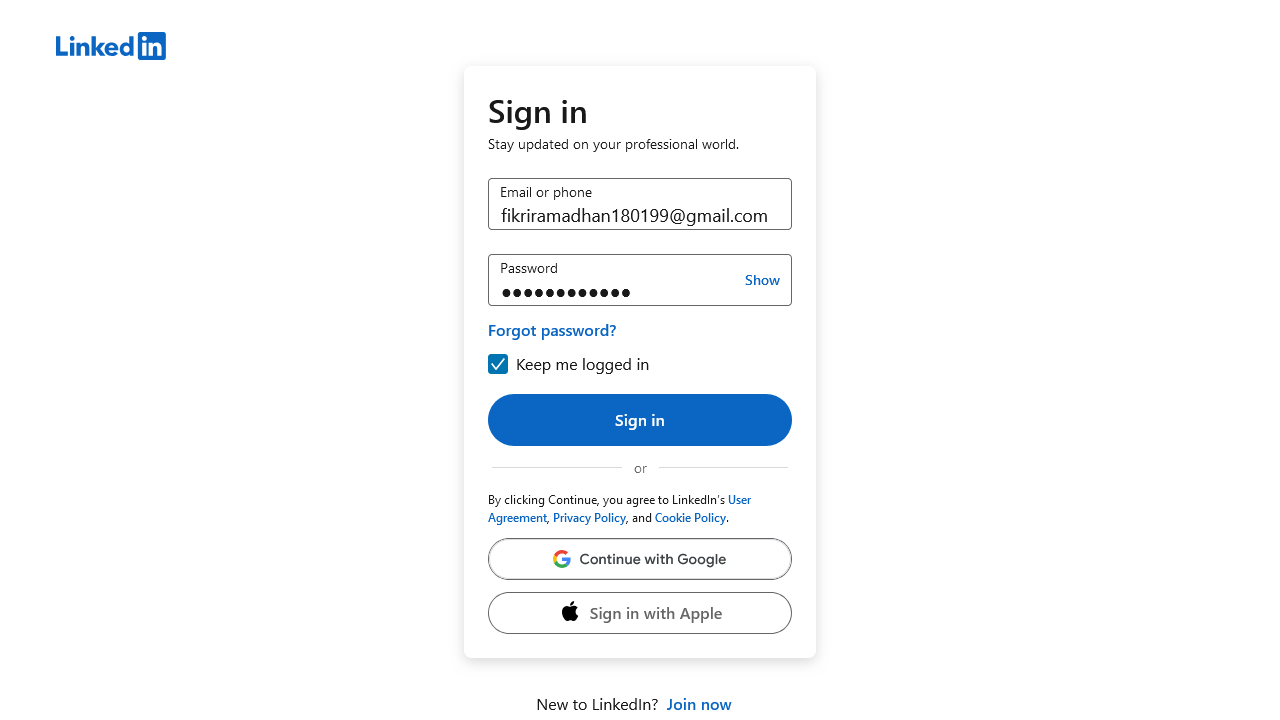 LinkedIn
Sign in
Stay updated on your professional world.
Email or phone
fikriramadhan180199@gmail.com
Password
●●●●●●●●●●●●
Show
Forgot password?
Keep me logged in
Sign in
or
By clicking Continue, you agree to LinkedIn's User
Agreement, Privacy Policy, and Cookie Policy.
Continue with Google
Sign in with Apple
New to LinkedIn? Join now